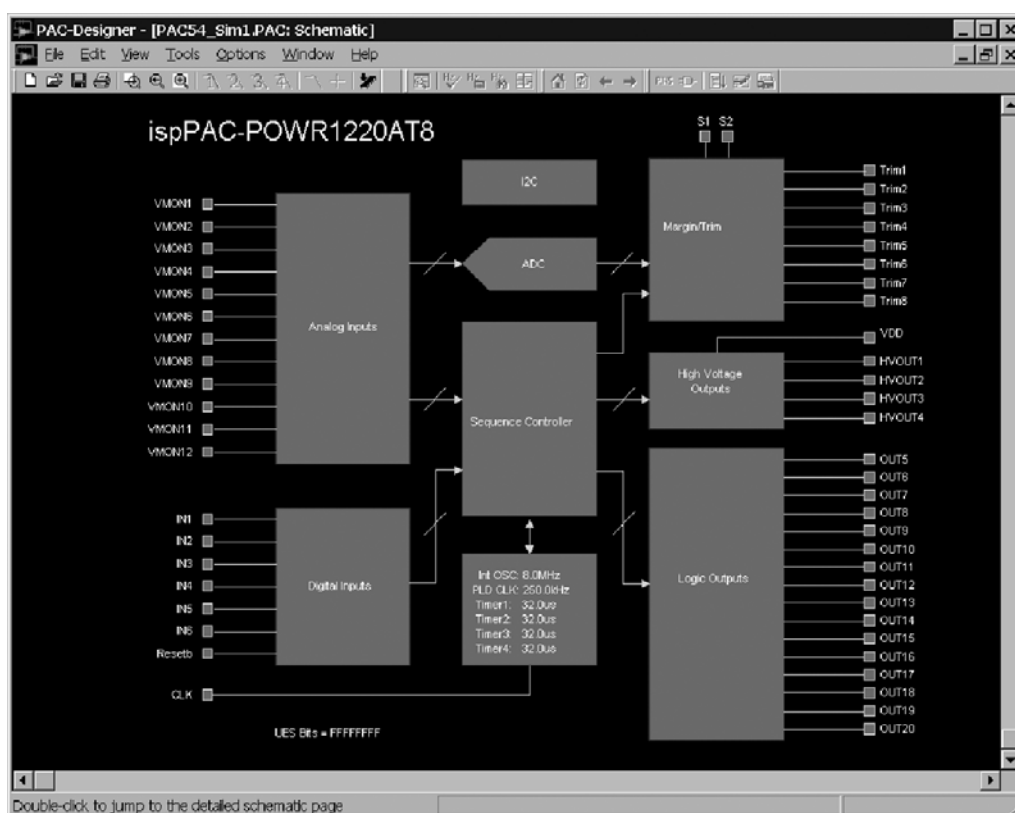 PAC-Designer - [PAC54_Sim1.PAC: Schematic]
File Edit View Tools Options Window Help
ispPAC-POWR1220AT8
S1 S2
I2C
ADC
Margin/Trim
Trim1
Trim2
Trim3
Trim4
Trim5
Trim6
Trim7
Trim8
VMON1
VMON2
VMON3
VMON4
VMON5
VMON6
VMON7
VMON8
VMON9
VMON10
VMON11
VMON12
Analog Inputs
Sequence Controller
VDD
High Voltage
Outputs
HVOUT1
HVOUT2
HVOUT3
HVOUT4
IN1
IN2
IN3
IN4
IN5
IN6
Resetb
CLK
Digital Inputs
Int OSC: 8.0MHz
PLD CLK: 250.0kHz
Timer1: 32.0us
Timer2: 32.0us
Timer3: 32.0us
Timer4: 32.0us
Logic Outputs
OUT5
OUT6
OUT7
OUT8
OUT9
OUT10
OUT11
OUT12
OUT13
OUT14
OUT15
OUT16
OUT17
OUT18
OUT19
OUT20
UES Bits = FFFFFFFF
Double-click to jump to the detailed schematic page